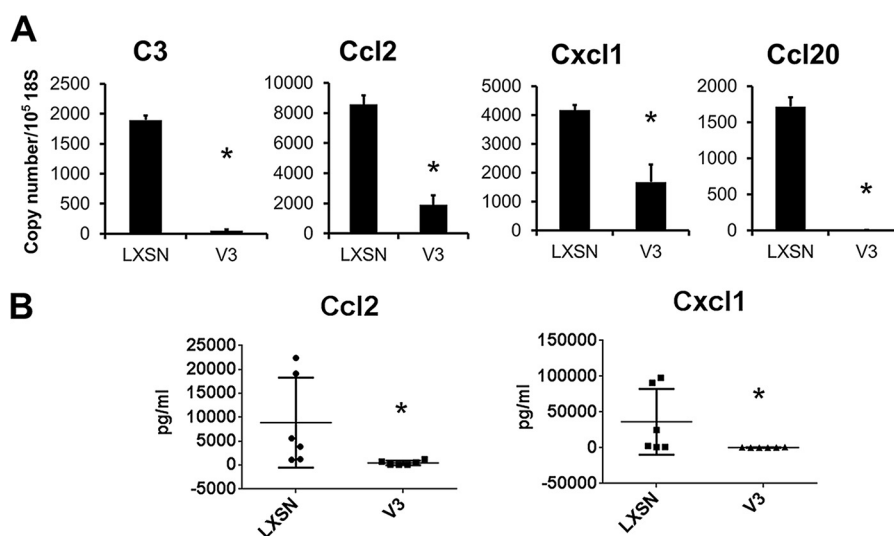 A
C3
Copy number/10⁵ 18S
2500
2000
1500
1000
500
0
LXSN V3
*
Ccl2
10000
8000
6000
4000
2000
0
LXSN V3
*
Cxcl1
5000
4000
3000
2000
1000
0
LXSN V3
*
Ccl20
2000
1500
1000
500
0
LXSN V3
*
B
Ccl2
pg/ml
25000
20000
15000
10000
5000
0
-5000
LXSN V3
*
Cxcl1
pg/ml
150000
100000
50000
0
-50000
LXSN V3
*